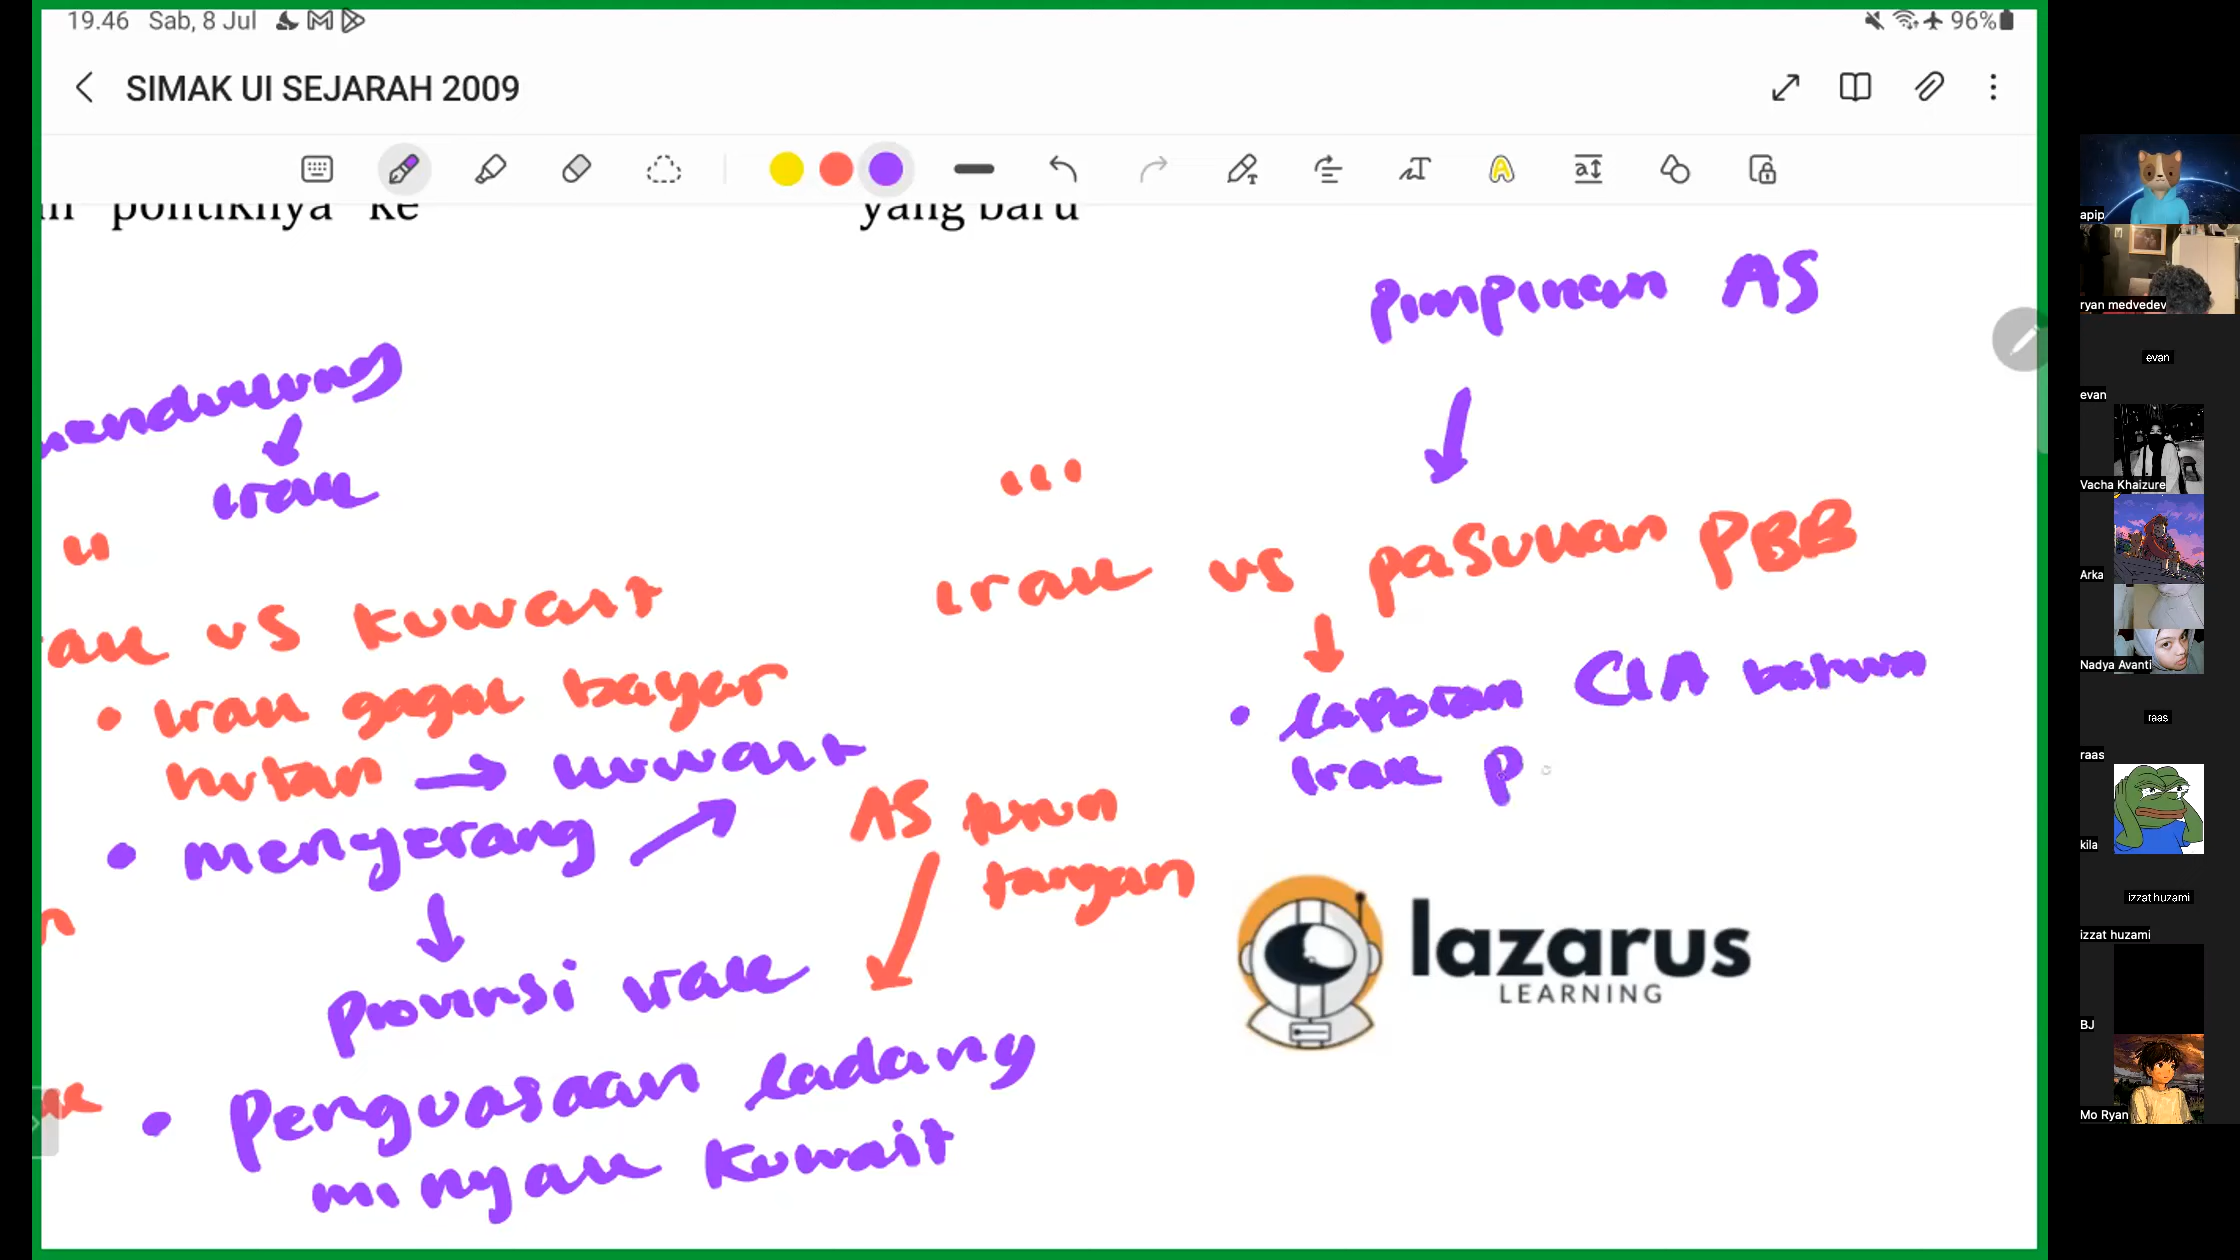 19.46 Sab, 8 Jul
96%
SIMAK UI SEJARAH 2009
politiknya ke
yang baru
pimpinan AS
mendukung
Irak
II
...
Irak vs pasukan PBB
vs Kuwait
• Irak gagal bayar
hutan → Kuwait
• laporan CIA bahwa
Irak p
AS turun
tangan
• menyerang
Provinsi Irak
• Penguasaan ladang
minyak Kuwait
lazarus
LEARNING
apip
ryan medvedev
evan
evan
Vacha Khaizure
Arka
Nadya Avanti
raas
raas
kila
izzat huzami
izzat huzami
BJ
Mo Ryan